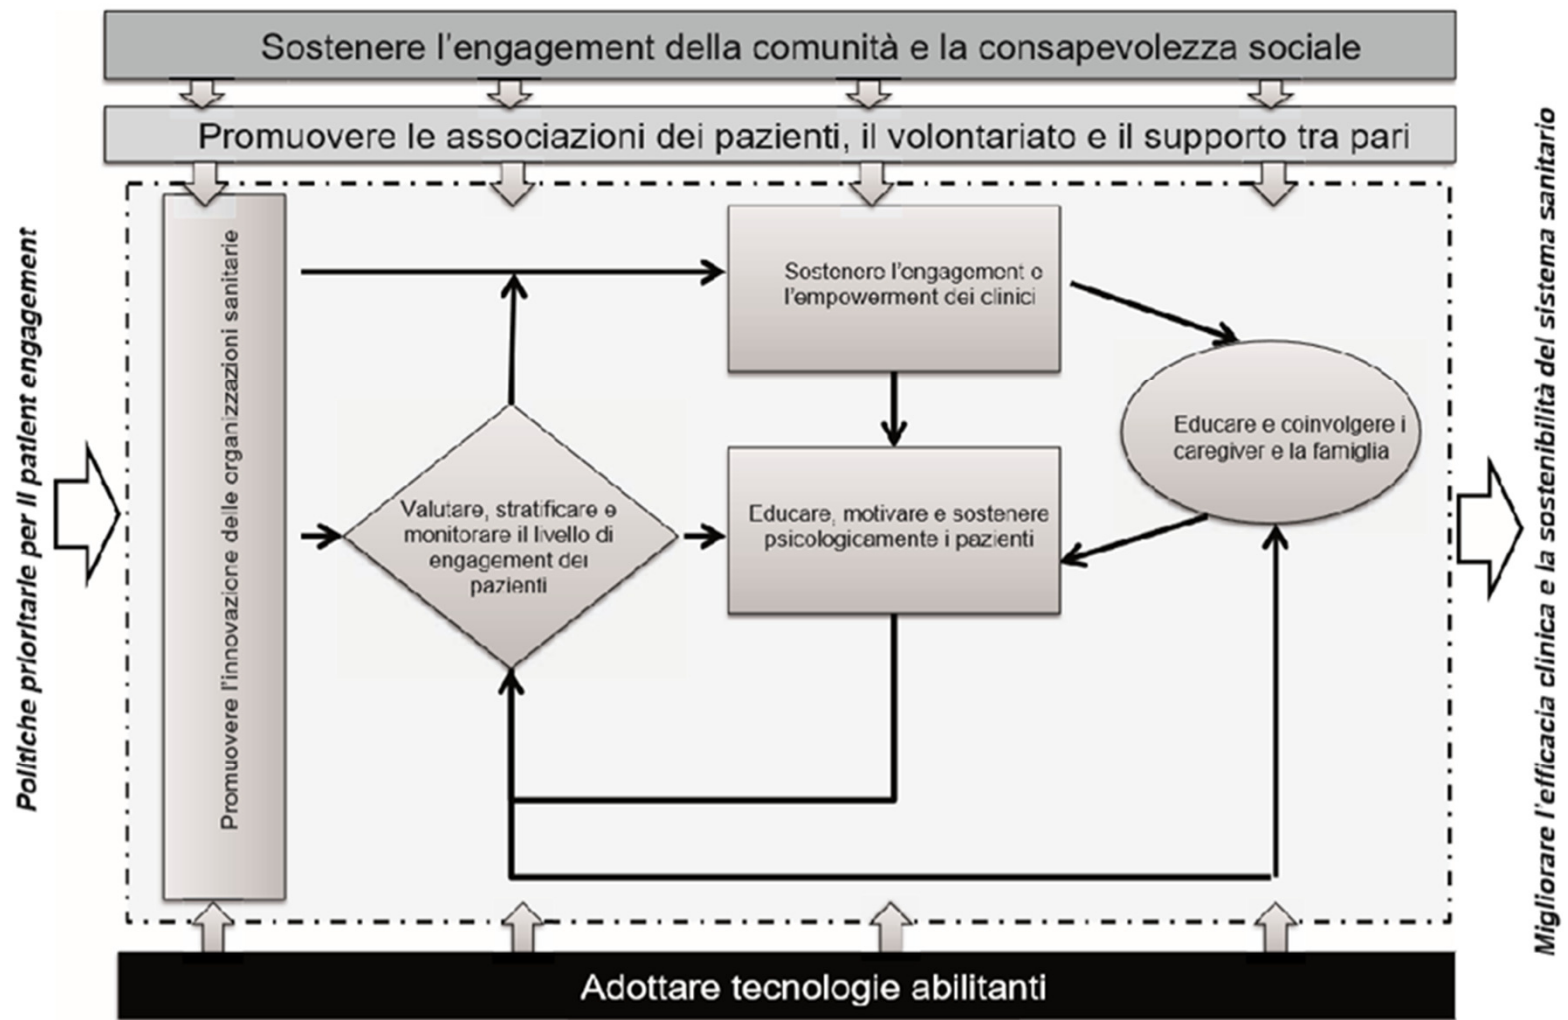 Sostenere l'engagement della comunità e la consapevolezza sociale
Promuovere le associazioni dei pazienti, il volontariato e il supporto tra pari
Politiche prioritarie per il patient engagement
Promuovere l'innovazione delle organizzazioni sanitarie
Sostenere l'engagement e
l'empowerment dei clinici
Educare e coinvolgere i
caregiver e la famiglia
Valutare, stratificare e
monitorare il livello di
engagement dei
pazienti
Educare, motivare e sostenere
psicologicamente i pazienti
Migliorare l'efficacia clinica e la sostenibilità del sistema sanitario
Adottare tecnologie abilitanti